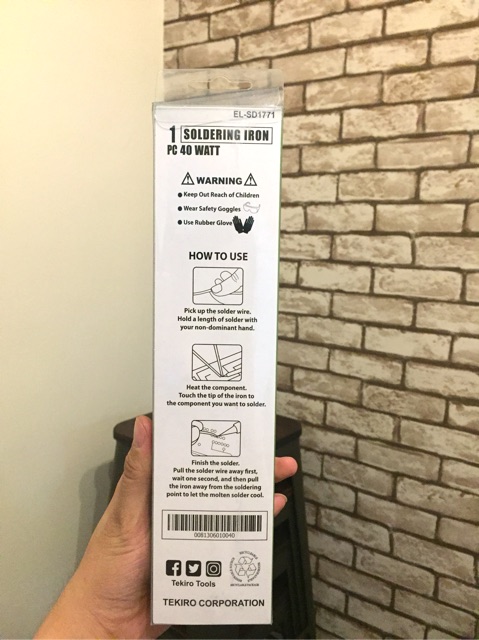 EL-SD1771
1 SOLDERING IRON
PC 40 WATT
WARNING
Keep Out Reach of Children
Wear Safety Goggles
Use Rubber Glove
HOW TO USE
Pick up the solder wire.
Hold a length of solder with
your non-dominant hand.
Heat the component.
Touch the tip of the iron to
the component you want to solder.
Finish the solder.
Pull the solder wire away first,
wait one second, and then pull
the iron away from the soldering
point to let the molten solder cool.
0081306010040
Tekiro Tools
TEKIRO CORPORATION